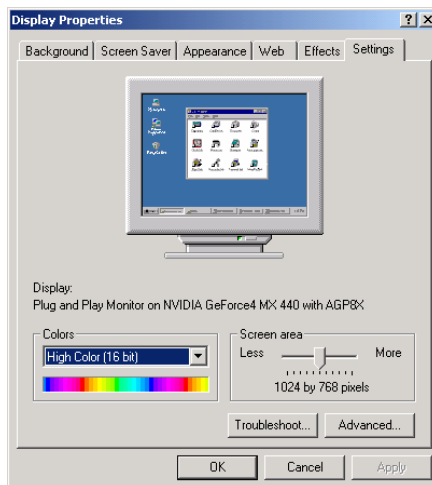 Display Properties
Background Screen Saver Appearance Web Effects Settings
Display:
Plug and Play Monitor on NVIDIA GeForce4 MX 440 with AGP8X
Colors
High Color (16 bit)
Screen area
Less More
1024 by 768 pixels
Troubleshoot... Advanced...
OK Cancel Apply